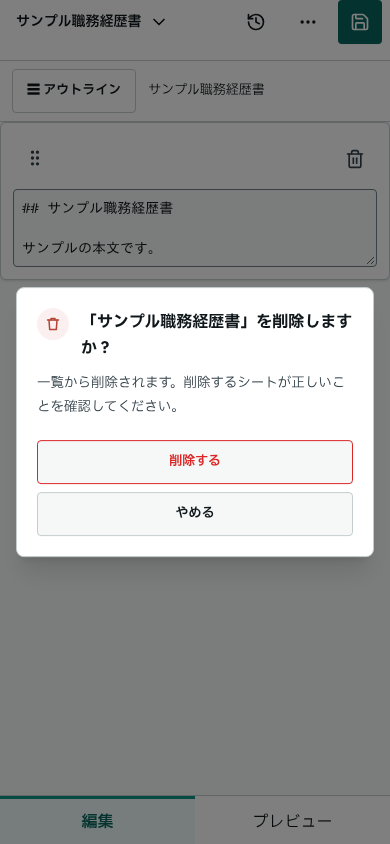 サンプル職務経歴書
アウトライン
サンプル職務経歴書
## サンプル職務経歴書
サンプルの本文です。
「サンプル職務経歴書」を削除します
か？
一覧から削除されます。削除するシートが正しいこ
とを確認してください。
削除する
やめる
編集
プレビュー